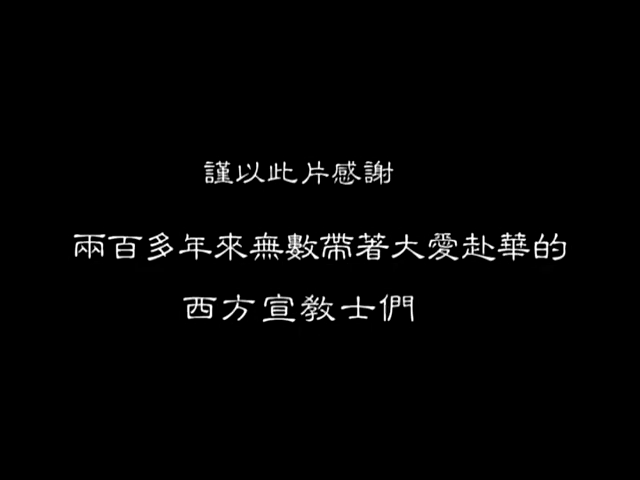 謹以此片感謝
兩百多年來無數帶著大愛赴華的
西方宣教士們